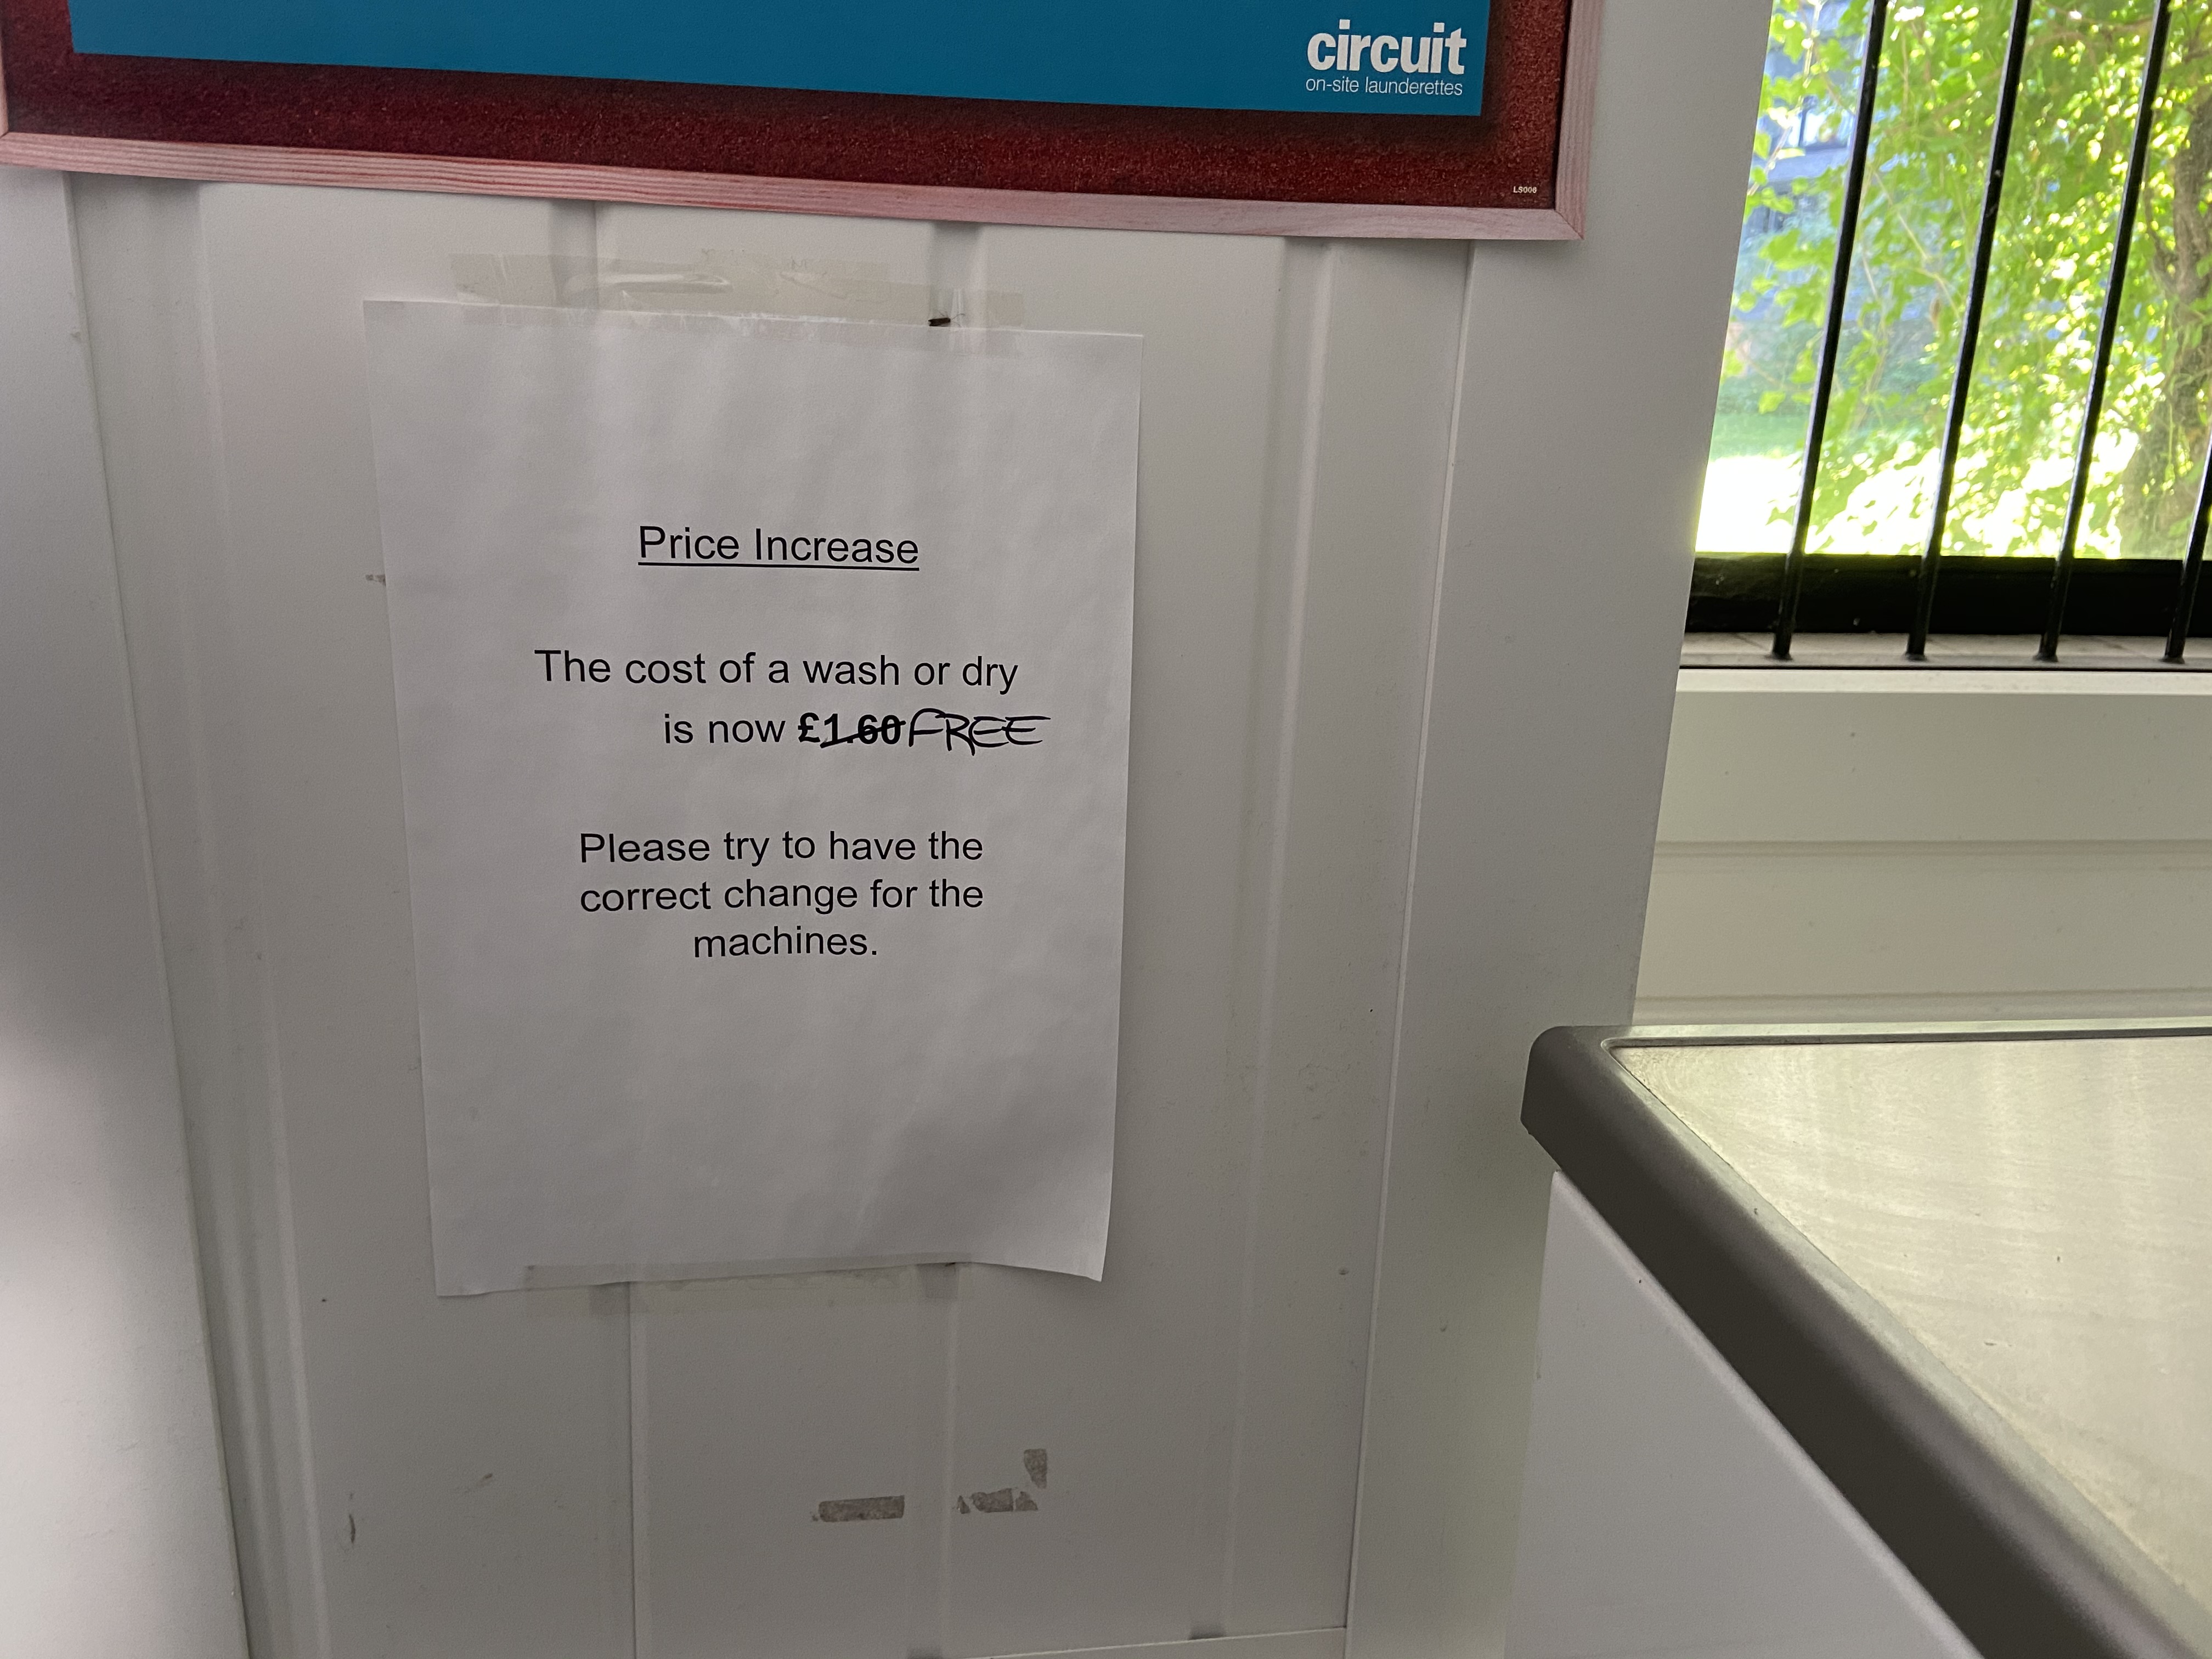 circuit
on-site launderettes
LS006
Price Increase
The cost of a wash or dry
is now £1.60 FREE
Please try to have the
correct change for the
machines.